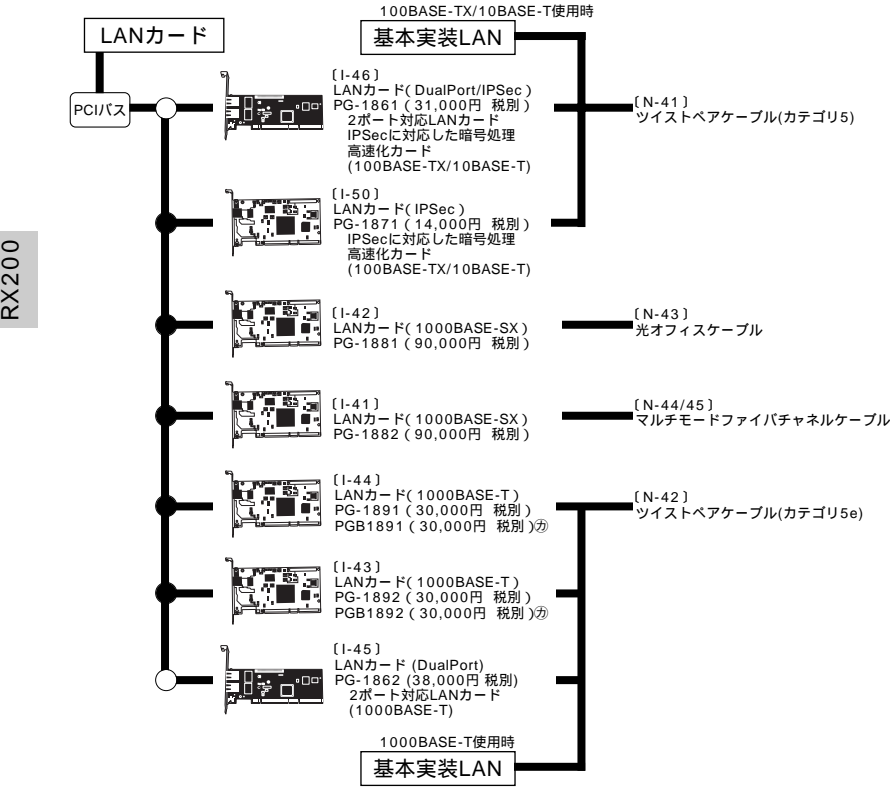 100BASE-TX/10BASE-T使用時
LANカード
基本実装LAN
PCIバス
〔I-46〕
LANカード(DualPort/IPSec)
PG-1861(31,000円 税別)
2ポート対応LANカード
IPSecに対応した暗号処理
高速化カード
(100BASE-TX/10BASE-T)
〔N-41〕
ツイストペアケーブル(カテゴリ5)
〔I-50〕
LANカード(IPSec)
PG-1871(14,000円 税別)
IPSecに対応した暗号処理
高速化カード
(100BASE-TX/10BASE-T)
RX200
〔I-42〕
LANカード(1000BASE-SX)
PG-1881(90,000円 税別)
〔N-43〕
光オフィスケーブル
〔I-41〕
LANカード(1000BASE-SX)
PG-1882(90,000円 税別)
〔N-44/45〕
マルチモードファイバチャネルケーブル
〔I-44〕
LANカード(1000BASE-T)
PG-1891(30,000円 税別)
PGB1891(30,000円 税別)㋕
〔N-42〕
ツイストペアケーブル(カテゴリ5e)
〔I-43〕
LANカード(1000BASE-T)
PG-1892(30,000円 税別)
PGB1892(30,000円 税別)㋕
〔I-45〕
LANカード (DualPort)
PG-1862 (38,000円 税別)
2ポート対応LANカード
(1000BASE-T)
1000BASE-T使用時
基本実装LAN